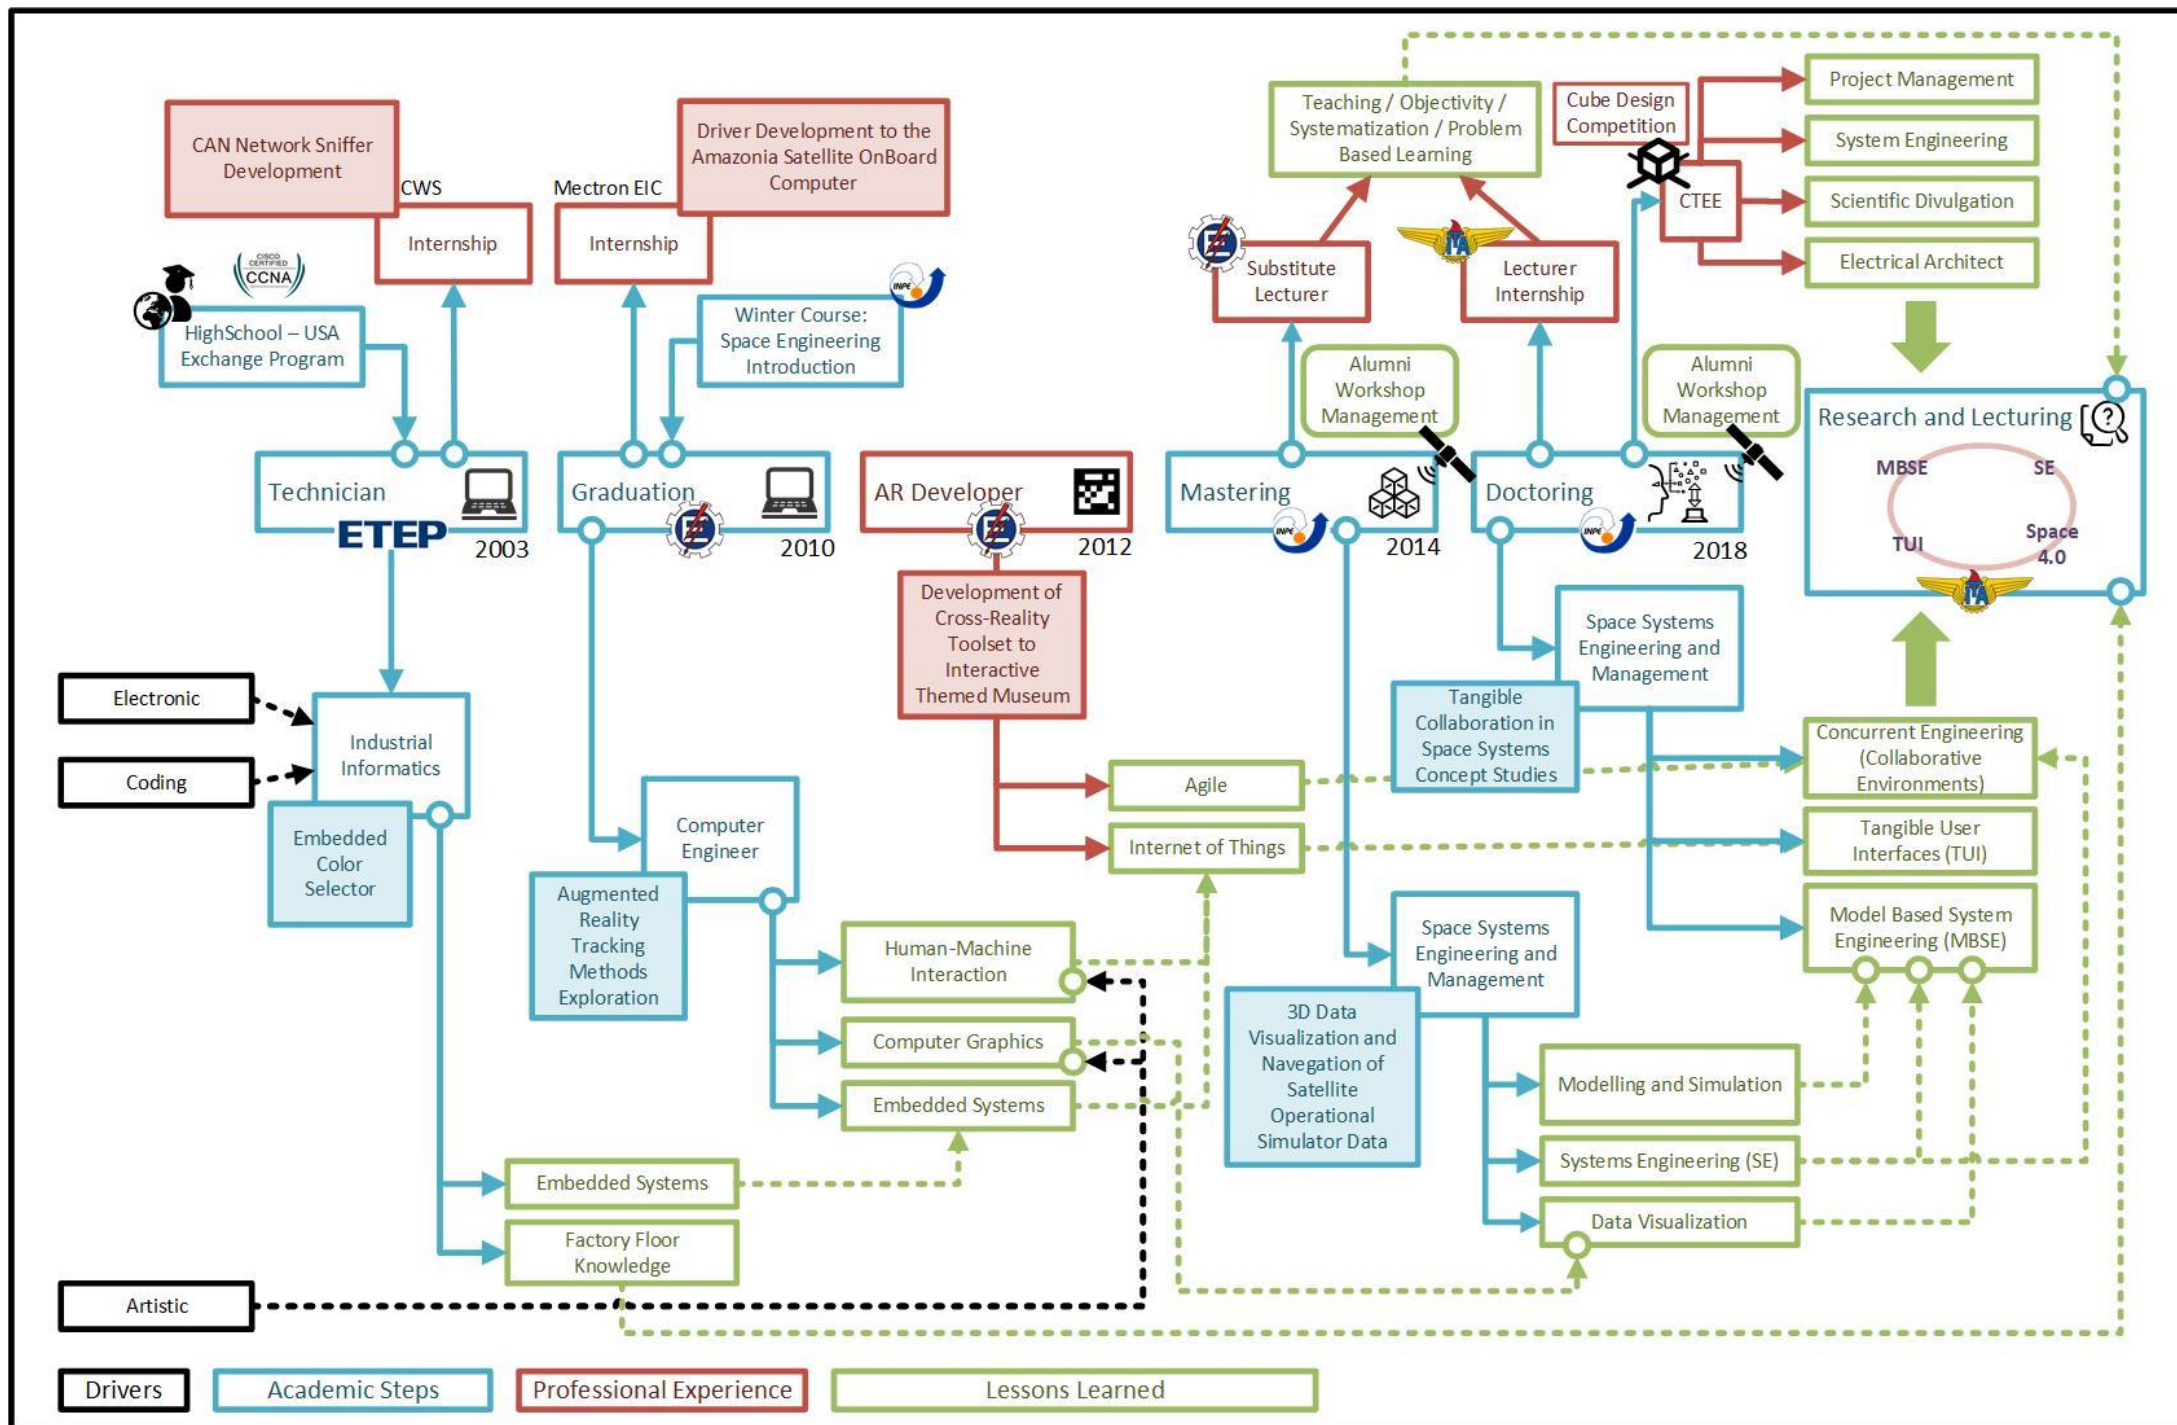 Project Management
Cube Design
Competition
Teaching / Objectivity /
Systematization / Problem
Based Learning
System Engineering
CAN Network Sniffer
Development
Driver Development to the
Amazonia Satellite OnBoard
Computer
CWS
Mectron EIC
CTEE
Scientific Divulgation
Internship
Internship
Electrical Architect
CISCO
CERTIFIED
CCNA
ITA
Substitute
Lecturer
Lecturer
Internship
INPE
HighSchool – USA
Exchange Program
Winter Course:
Space Engineering
Introduction
Alumni
Workshop
Management
Alumni
Workshop
Management
Research and Lecturing
MBSE
SE
TUI
Space
4.0
ITA
Technician
ETEP
2003
Graduation
2010
AR Developer
2012
Mastering
INPE
2014
Doctoring
INPE
2018
Development of
Cross-Reality
Toolset to
Interactive
Themed Museum
Space Systems
Engineering and
Management
Tangible
Collaboration in
Space Systems
Concept Studies
Electronic
Coding
Industrial
Informatics
Embedded
Color
Selector
Computer
Engineer
Augmented
Reality
Tracking
Methods
Exploration
Agile
Internet of Things
Concurrent Engineering
(Collaborative
Environments)
Tangible User
Interfaces (TUI)
Model Based System
Engineering (MBSE)
Human-Machine
Interaction
Computer Graphics
Embedded Systems
Space Systems
Engineering and
Management
3D Data
Visualization and
Navegation of
Satellite
Operational
Simulator Data
Modelling and Simulation
Systems Engineering (SE)
Data Visualization
Embedded Systems
Factory Floor
Knowledge
Artistic
Drivers
Academic Steps
Professional Experience
Lessons Learned